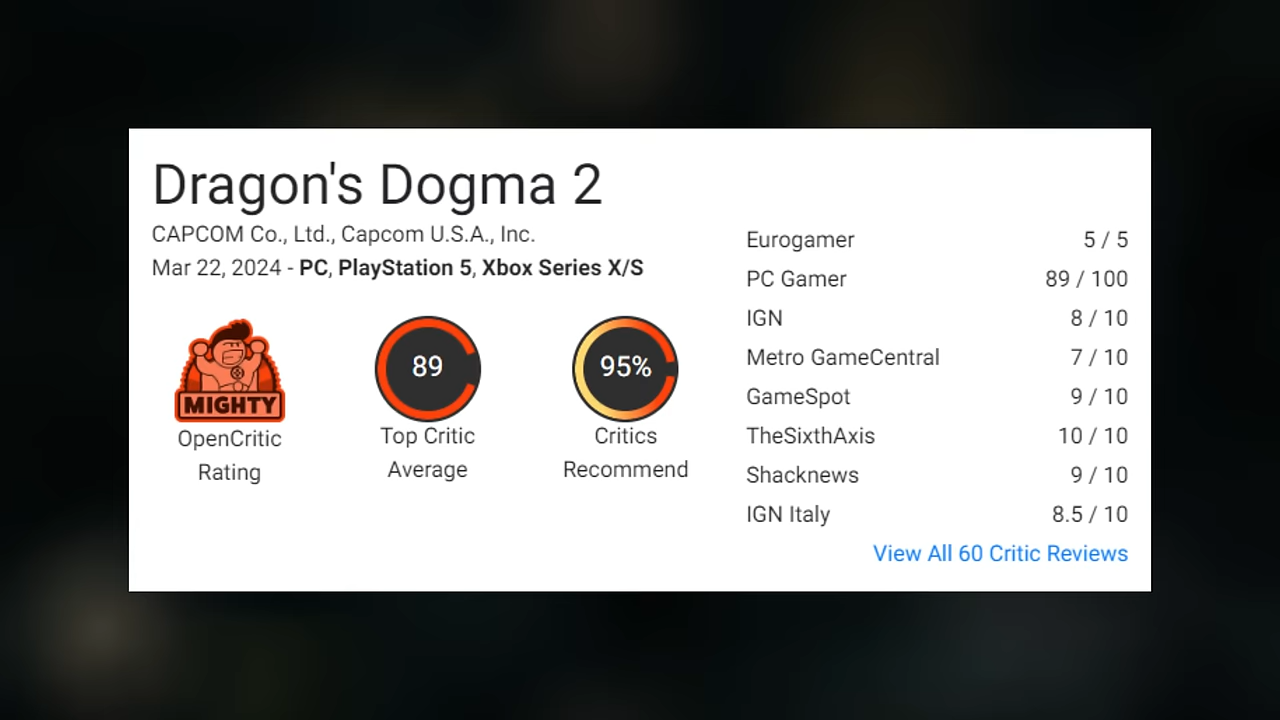 Dragon's Dogma 2
CAPCOM Co., Ltd., Capcom U.S.A., Inc.
Mar 22, 2024 - PC, PlayStation 5, Xbox Series X/S
MIGHTY
OpenCritic
Rating
89
Top Critic
Average
95%
Critics
Recommend
Eurogamer 5 / 5
PC Gamer 89 / 100
IGN 8 / 10
Metro GameCentral 7 / 10
GameSpot 9 / 10
TheSixthAxis 10 / 10
Shacknews 9 / 10
IGN Italy 8.5 / 10
View All 60 Critic Reviews